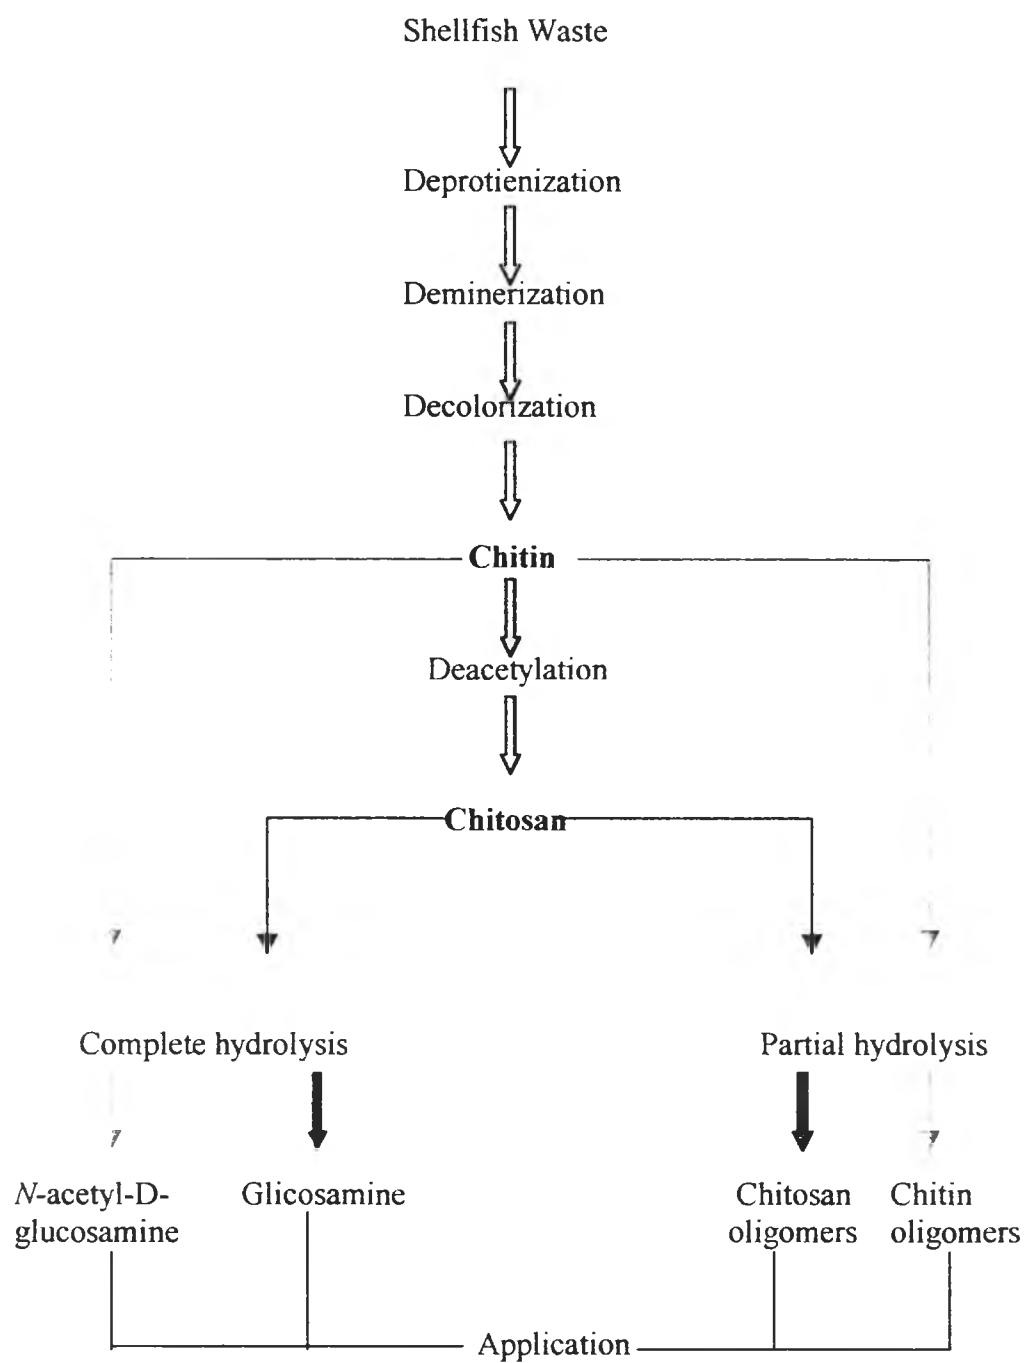 Shellfish Waste
Deprotienization
Deminerization
Decolorization
Chitin
Deacetylation
Chitosan
Complete hydrolysis
Partial hydrolysis
N-acetyl-D-
glucosamine
Glicosamine
Chitosan
oligomers
Chitin
oligomers
Application